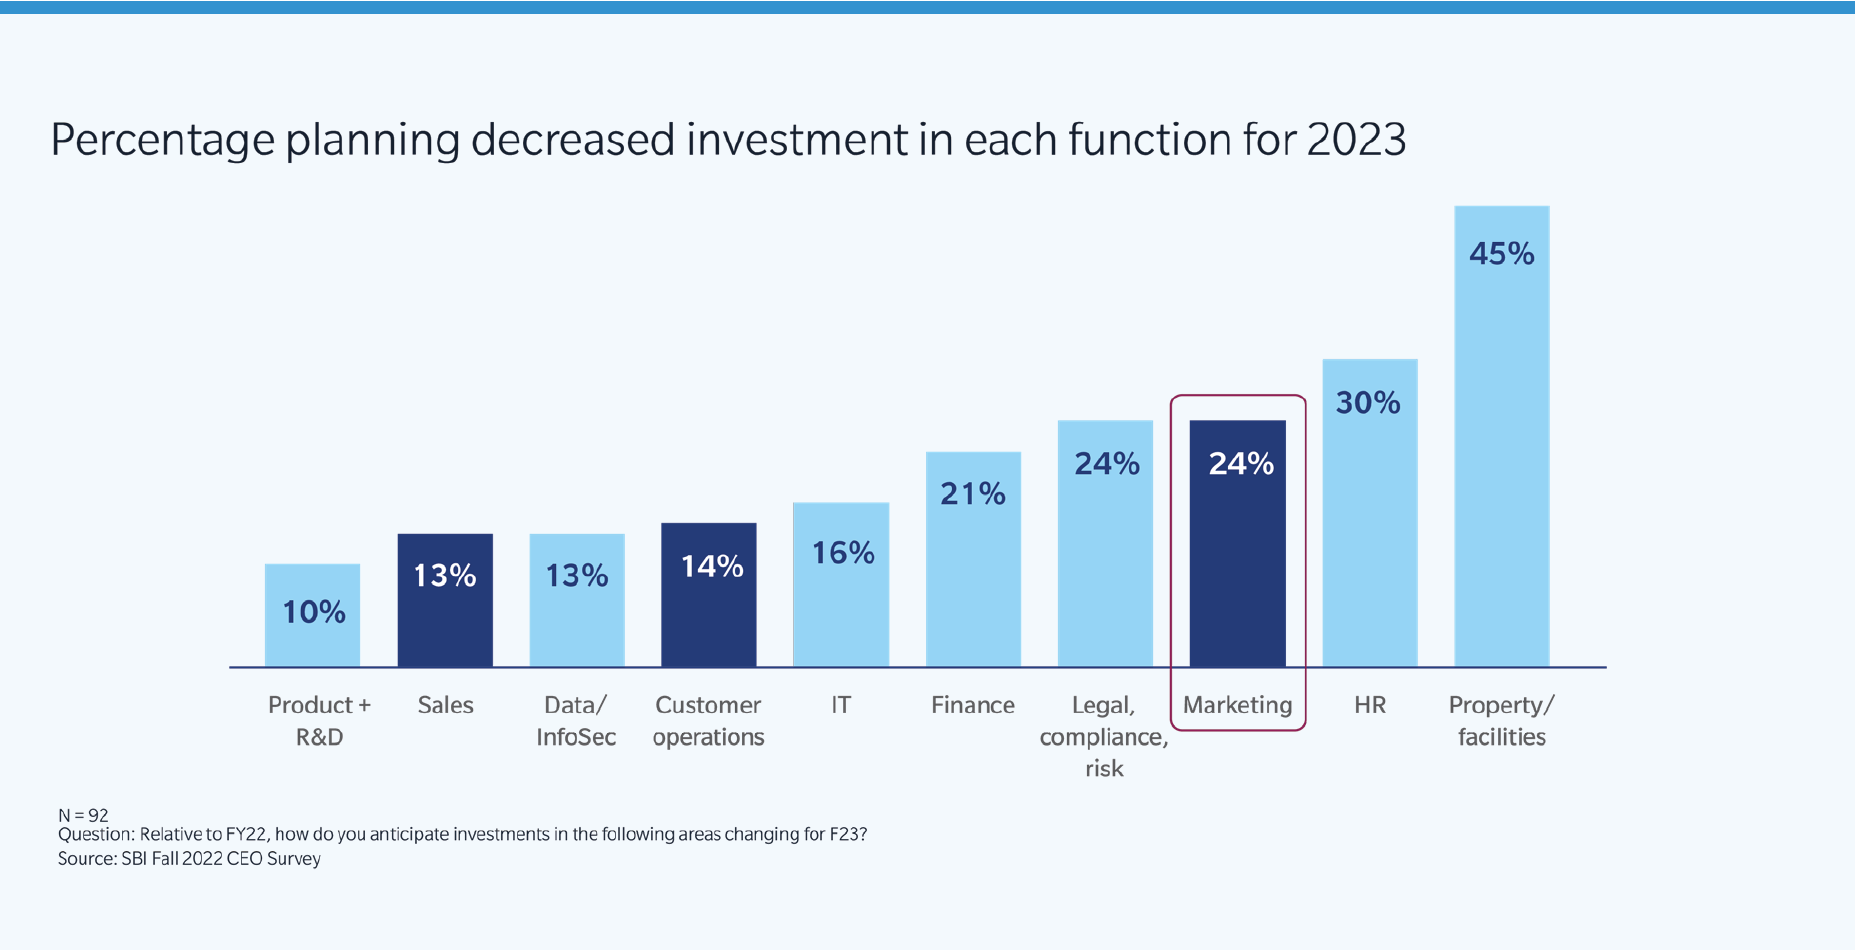 Percentage planning decreased investment in each function for 2023
10%
13%
13%
14%
16%
21%
24%
24%
30%
45%
Product +
R&D
Sales
Data/
InfoSec
Customer
operations
IT
Finance
Legal,
compliance,
risk
Marketing
HR
Property/
facilities
N = 92
Question: Relative to FY22, how do you anticipate investments in the following areas changing for F23?
Source: SBI Fall 2022 CEO Survey